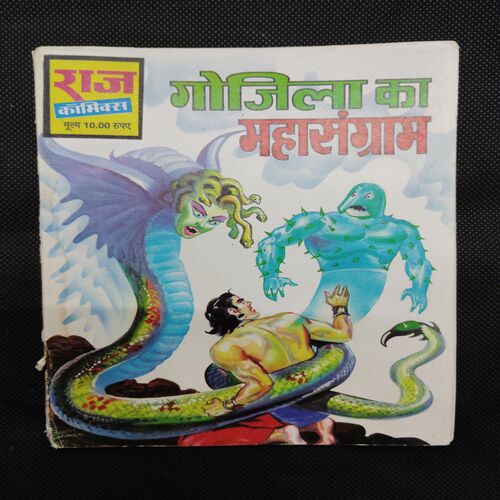 राज
कॉमिक्स
मूल्य 10.00 रुपए
गोजिला का
महासंग्राम